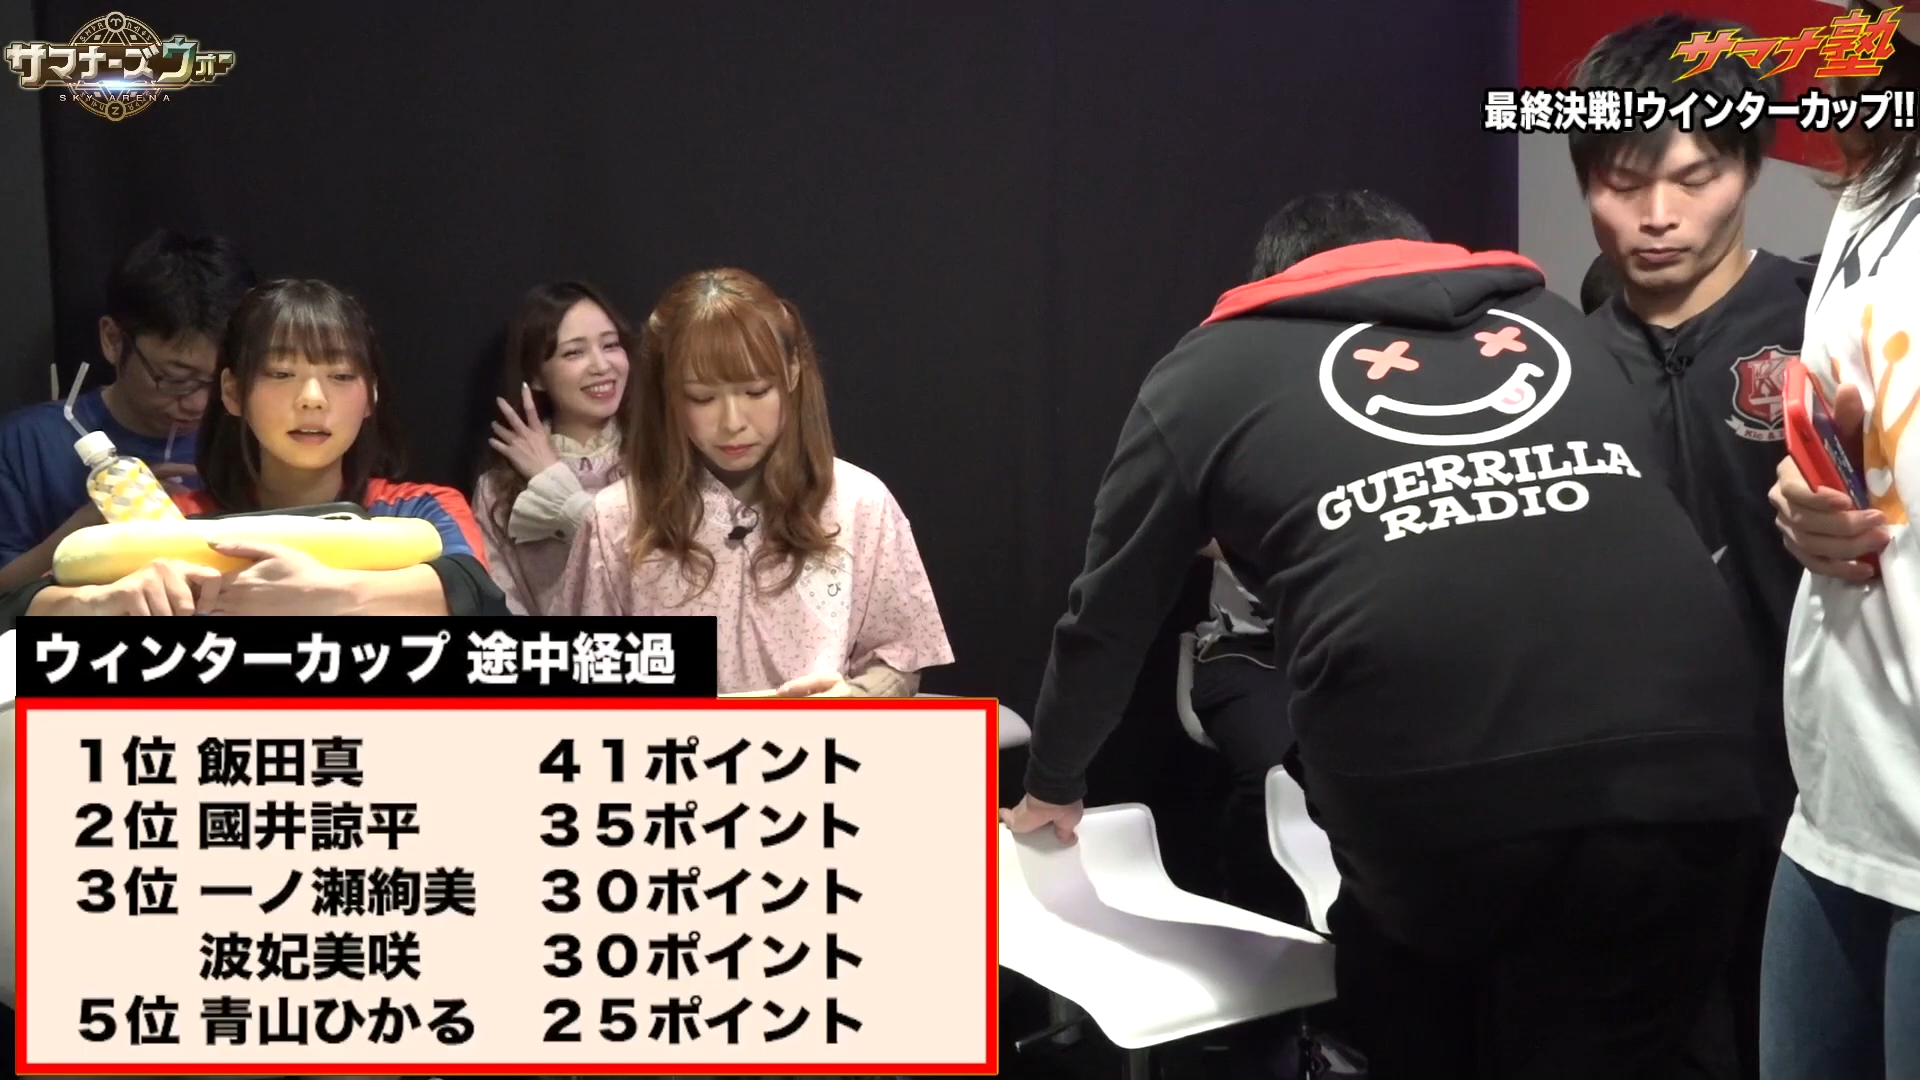 サマナーズウォー
SKY ARENA
サマナ塾
最終決戦!ウインターカップ!!
GUERRILLA
RADIO
ウィンターカップ 途中経過
1位 飯田真 41ポイント
2位 國井諒平 35ポイント
3位 一ノ瀬絢美 30ポイント
波妃美咲 30ポイント
5位 青山ひかる 25ポイント